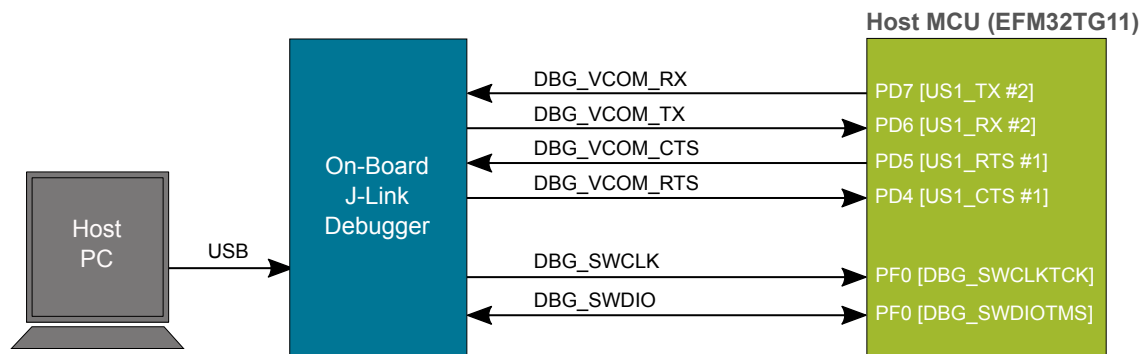 Host MCU (EFM32TG11)
DBG_VCOM_RX
PD7 [US1_TX #2]
DBG_VCOM_TX
PD6 [US1_RX #2]
DBG_VCOM_CTS
PD5 [US1_RTS #1]
DBG_VCOM_RTS
PD4 [US1_CTS #1]
On-Board
J-Link
Debugger
Host
PC
USB
DBG_SWCLK
PF0 [DBG_SWCLKTCK]
DBG_SWDIO
PF0 [DBG_SWDIOTMS]